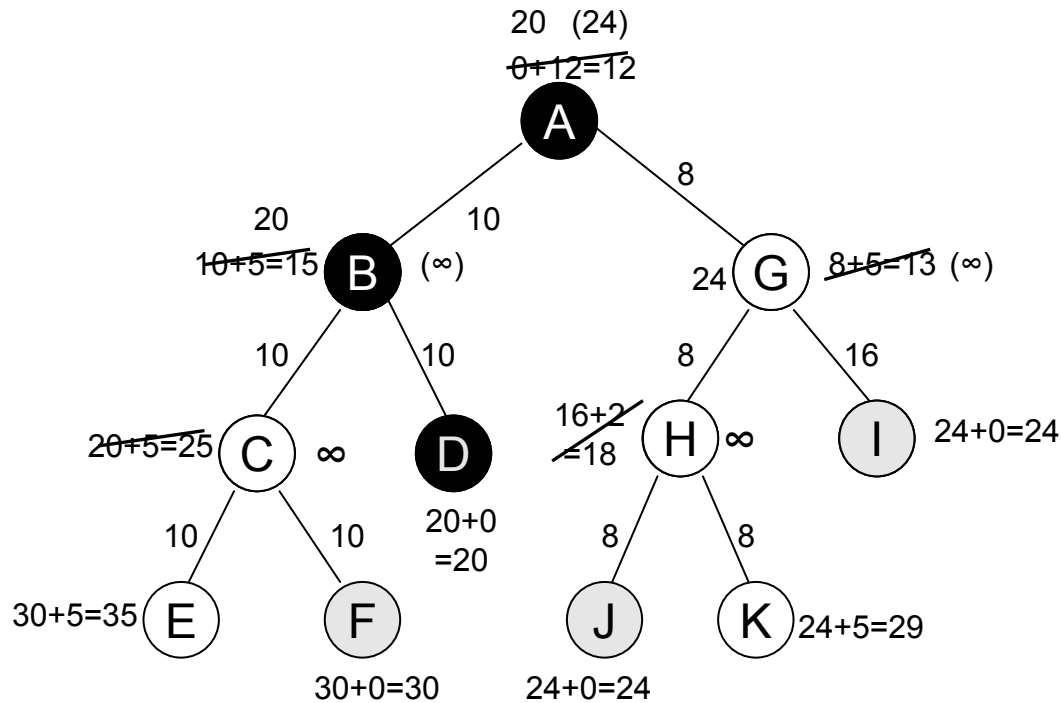 20 (24)
0+12=12
A
8
10
20
10+5=15
B
(∞)
24
G
8+5=13 (∞)
10
10
8
16
20+5=25
C
∞
D
16+2
=18
H
∞
I
24+0=24
20+0
=20
10
10
8
8
30+5=35
E
F
J
K
24+5=29
30+0=30
24+0=24